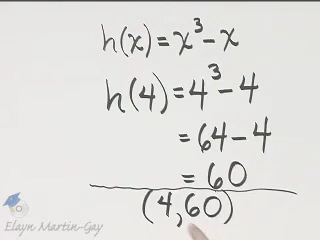 h(x) = x³ - x
h(4) = 4³ - 4
= 64 - 4
= 60
(4, 60)
Elayn Martin-Gay